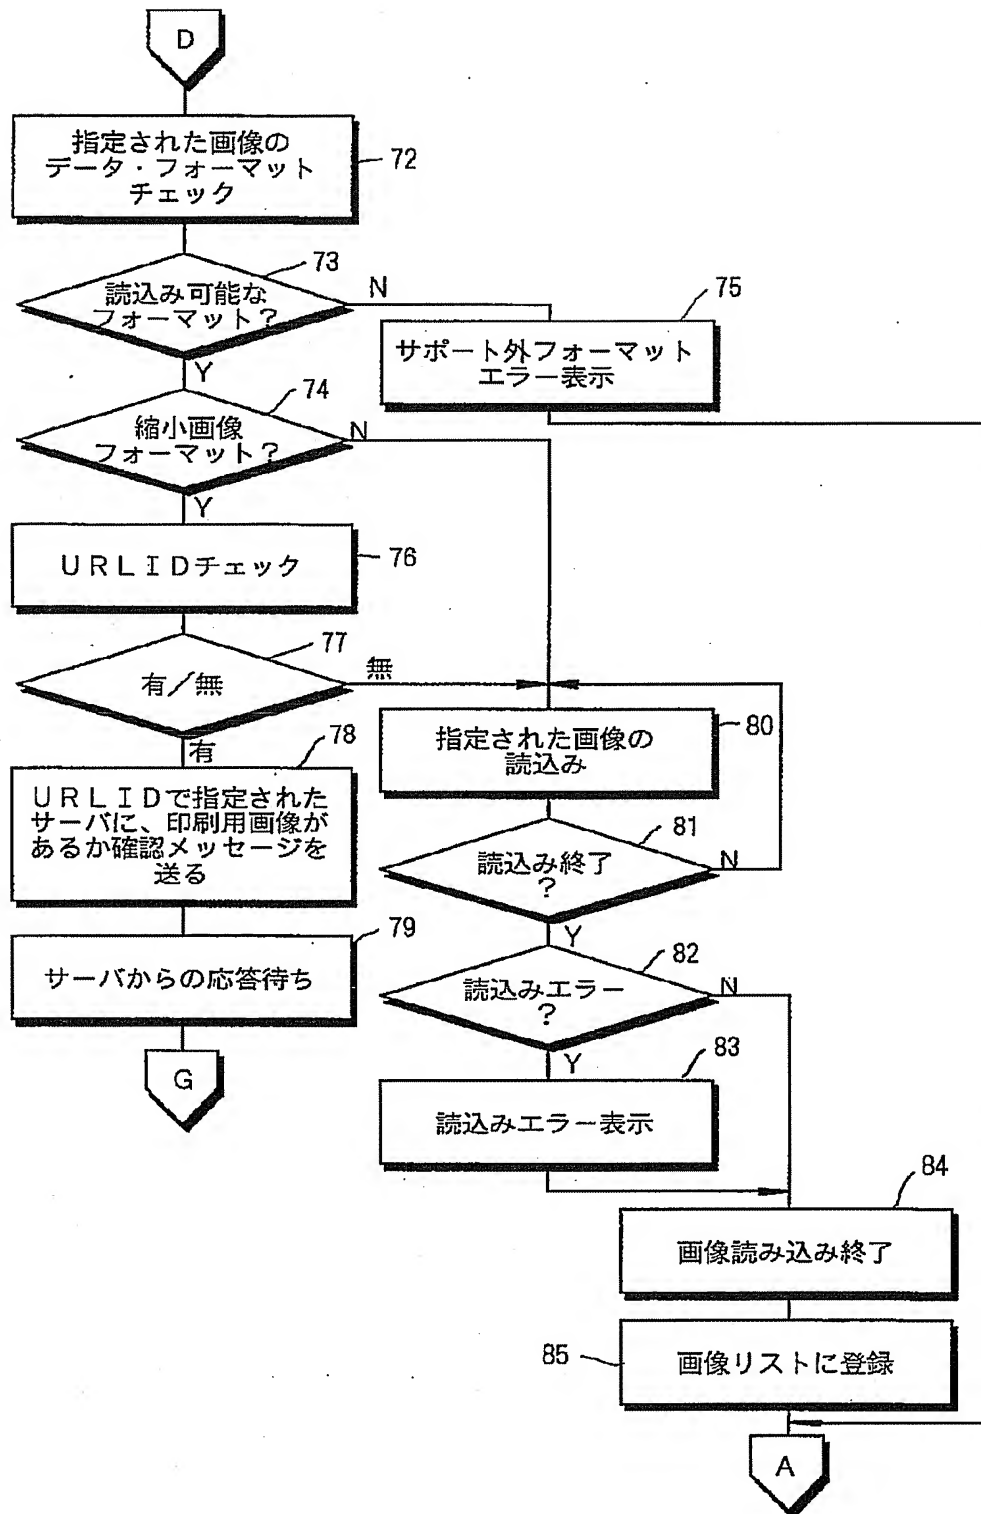 D
指定された画像の
データ・フォーマット
チェック
72
73
読込み可能な
フォーマット？
N
Y
75
サポート外フォーマット
エラー表示
74
縮小画像
フォーマット？
N
Y
ＵＲＬＩＤチェック
76
77
有／無
無
有
78
ＵＲＬＩＤで指定された
サーバに、印刷用画像が
あるか確認メッセージを
送る
79
サーバからの応答待ち
G
80
指定された画像の
読込み
81
読込み終了
？
N
Y
82
読込みエラー
？
N
Y
83
読込みエラー表示
84
画像読み込み終了
85
画像リストに登録
A